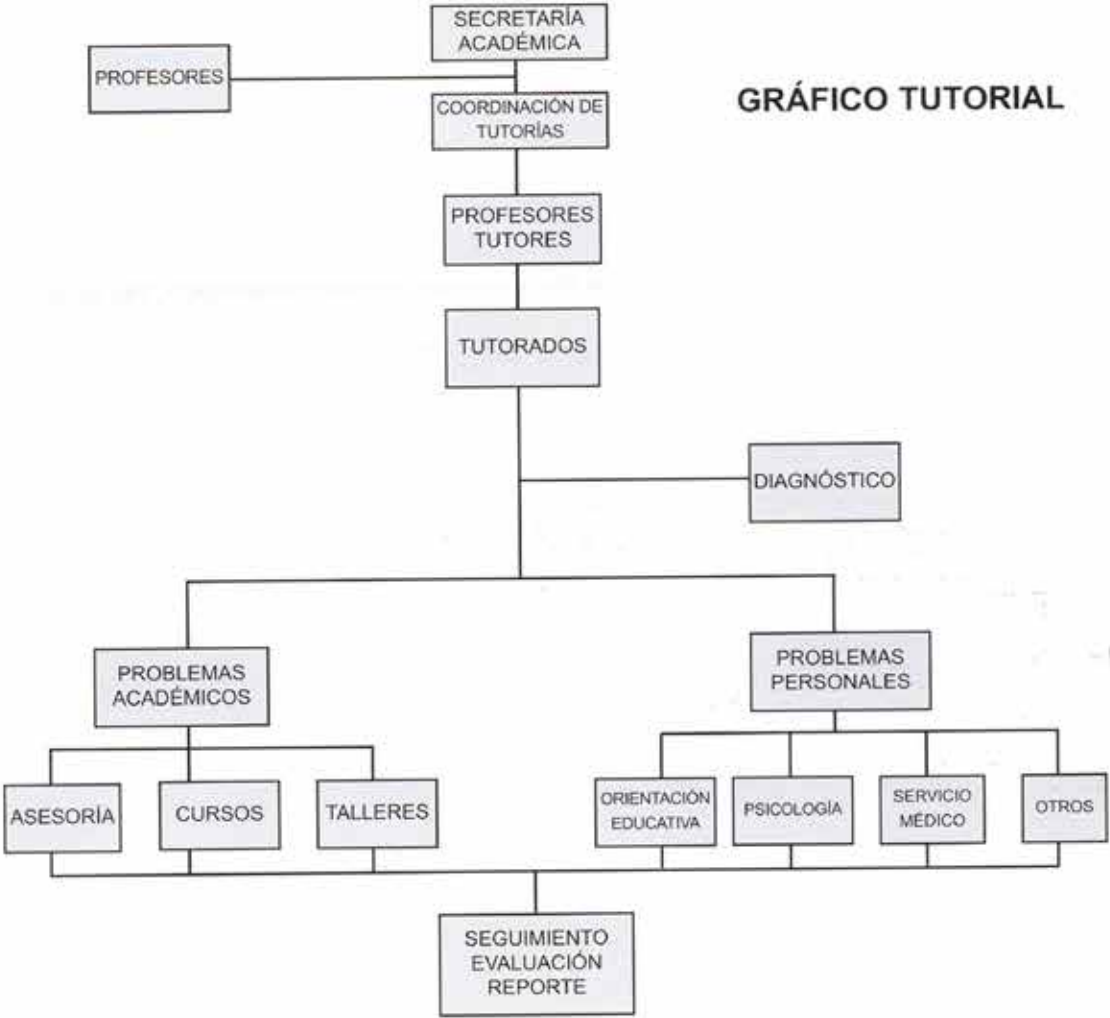 SECRETARÍA
ACADÉMICA
PROFESORES
GRÁFICO TUTORIAL
COORDINACIÓN DE
TUTORÍAS
PROFESORES
TUTORES
TUTORADOS
DIAGNÓSTICO
PROBLEMAS
ACADÉMICOS
PROBLEMAS
PERSONALES
ASESORÍA
CURSOS
TALLERES
ORIENTACIÓN
EDUCATIVA
PSICOLOGÍA
SERVICIO
MÉDICO
OTROS
SEGUIMIENTO
EVALUACIÓN
REPORTE